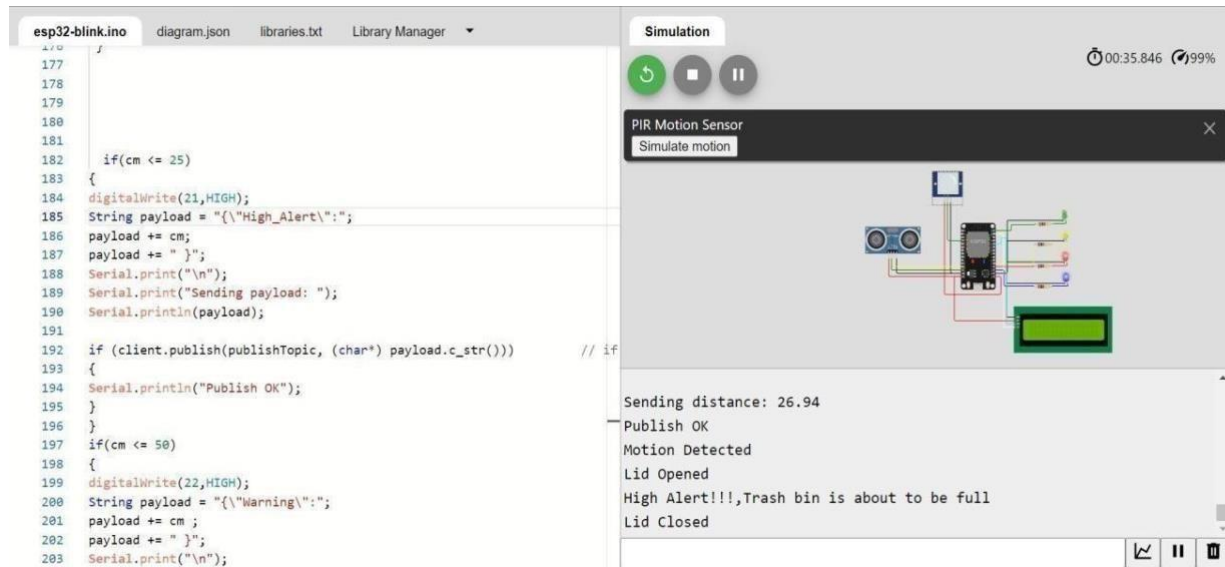 esp32-blink.ino diagram.json libraries.txt Library Manager
176 }
177
178
179
180
181
182 if(cm <= 25)
183 {
184 digitalWrite(21,HIGH);
185 String payload = "{\"High_Alert\":";
186 payload += cm;
187 payload += " }";
188 Serial.print("\n");
189 Serial.print("Sending payload: ");
190 Serial.println(payload);
191
192 if (client.publish(publishTopic, (char*) payload.c_str())) // if
193 {
194 Serial.println("Publish OK");
195 }
196 }
197 if(cm <= 50)
198 {
199 digitalWrite(22,HIGH);
200 String payload = "{\"Warning\":";
201 payload += cm ;
202 payload += " }";
203 Serial.print("\n");
Simulation
00:35.846 99%
PIR Motion Sensor
Simulate motion
Sending distance: 26.94
Publish OK
Motion Detected
Lid Opened
High Alert!!!,Trash bin is about to be full
Lid Closed